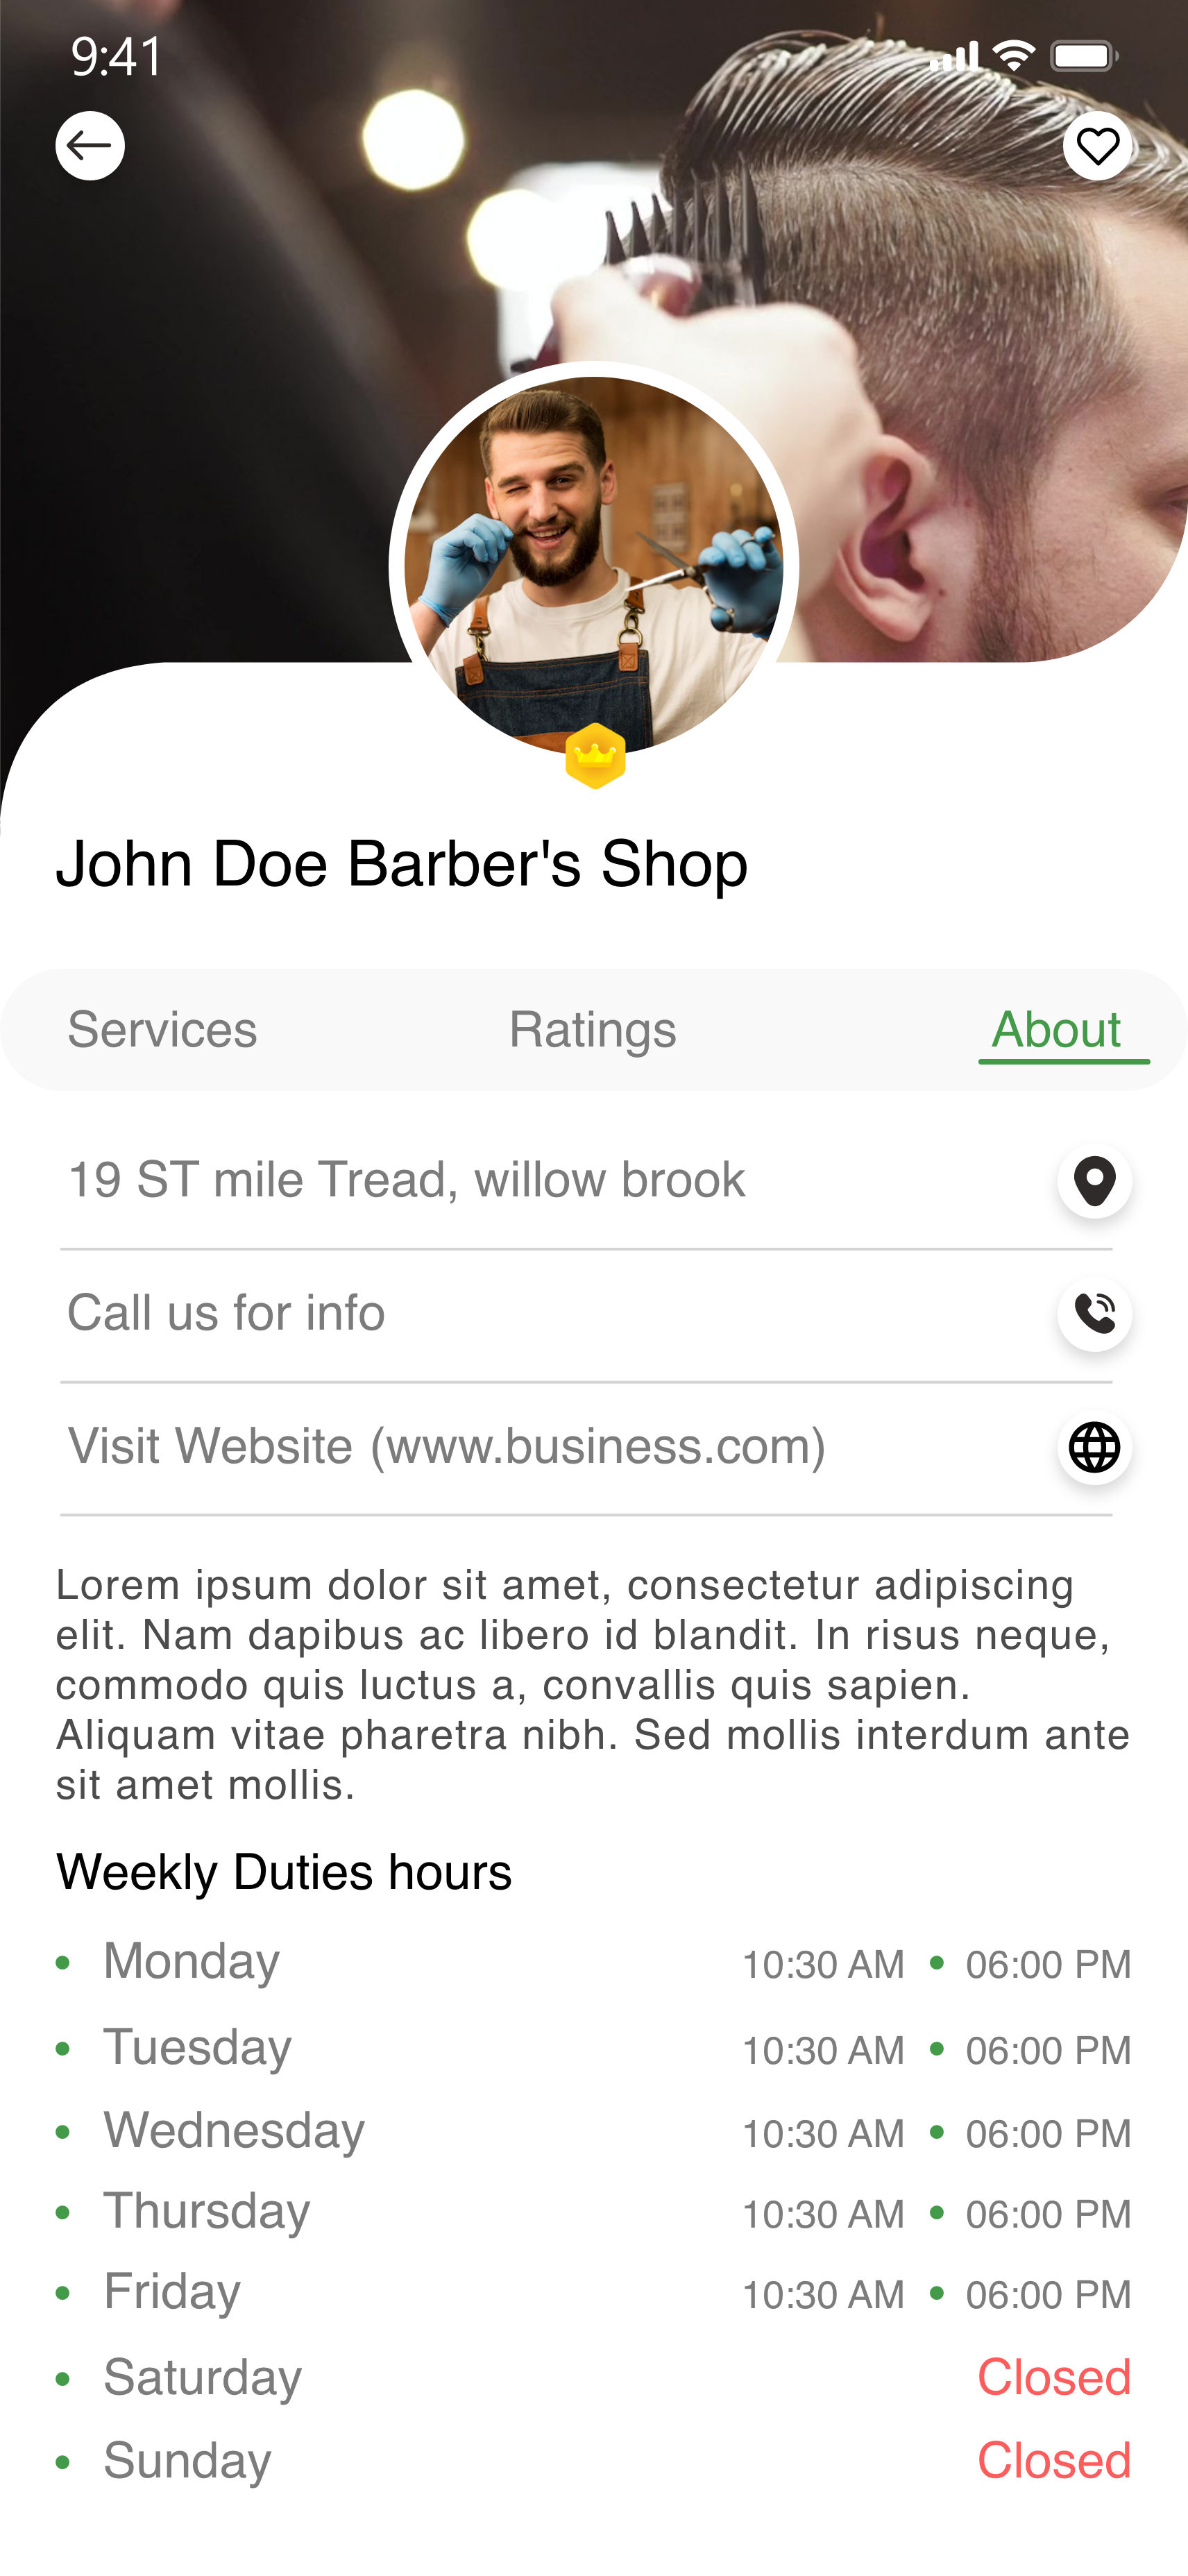 9:41
John Doe Barber's Shop
Services Ratings About
19 ST mile Tread, willow brook
Call us for info
Visit Website (www.business.com)
Lorem ipsum dolor sit amet, consectetur adipiscing
elit. Nam dapibus ac libero id blandit. In risus neque,
commodo quis luctus a, convallis quis sapien.
Aliquam vitae pharetra nibh. Sed mollis interdum ante
sit amet mollis.
Weekly Duties hours
• Monday 10:30 AM • 06:00 PM
• Tuesday 10:30 AM • 06:00 PM
• Wednesday 10:30 AM • 06:00 PM
• Thursday 10:30 AM • 06:00 PM
• Friday 10:30 AM • 06:00 PM
• Saturday Closed
• Sunday Closed